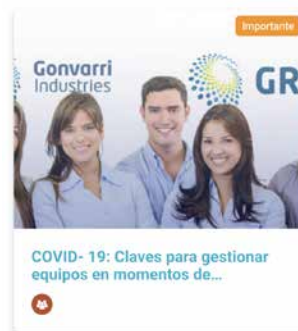 Importante
Gonvarri
Industries
GR
COVID- 19: Claves para gestionar
equipos en momentos de...